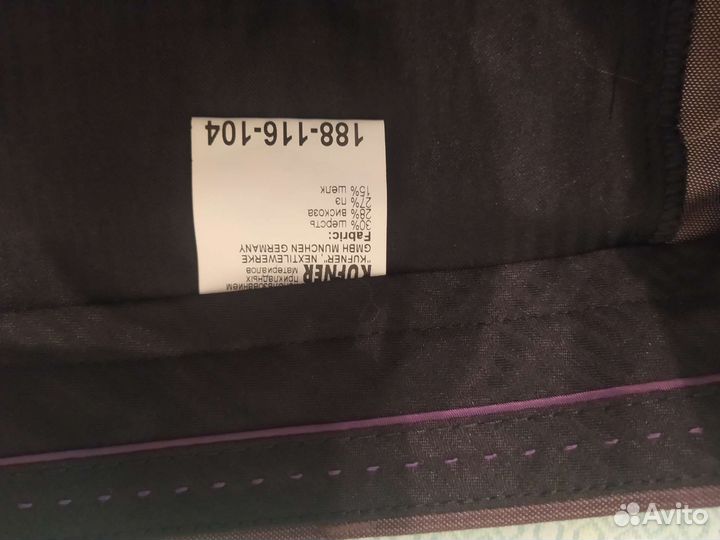 прикладных
материалов
KUFNER
"KUFNER", NEXTILEWERKE
GMBH MUNCHEN GERMANY
Fabric:
30% шерсть
28% вискоза
27% пэ
15% шелк
188-116-104
Avito